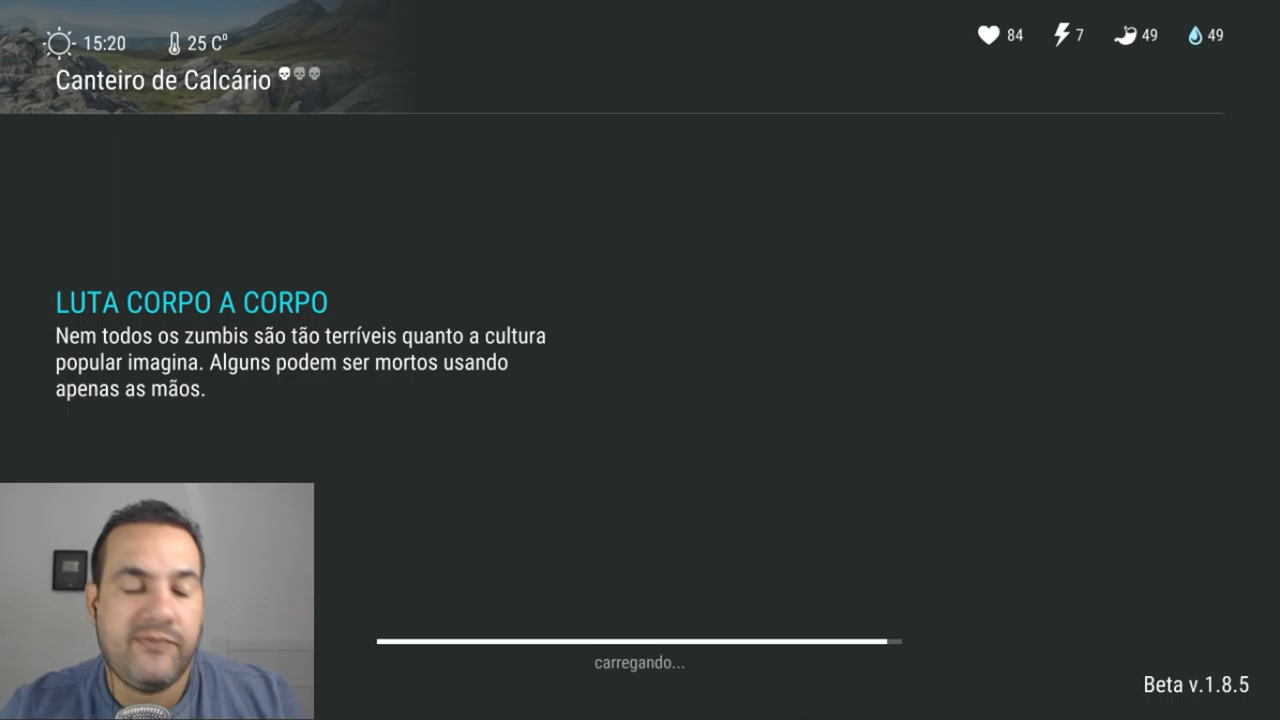 15:20 25 Cº
84 7 49 49
Canteiro de Calcário
LUTA CORPO A CORPO
Nem todos os zumbis são tão terríveis quanto a cultura
popular imagina. Alguns podem ser mortos usando
apenas as mãos.
carregando...
Beta v.1.8.5